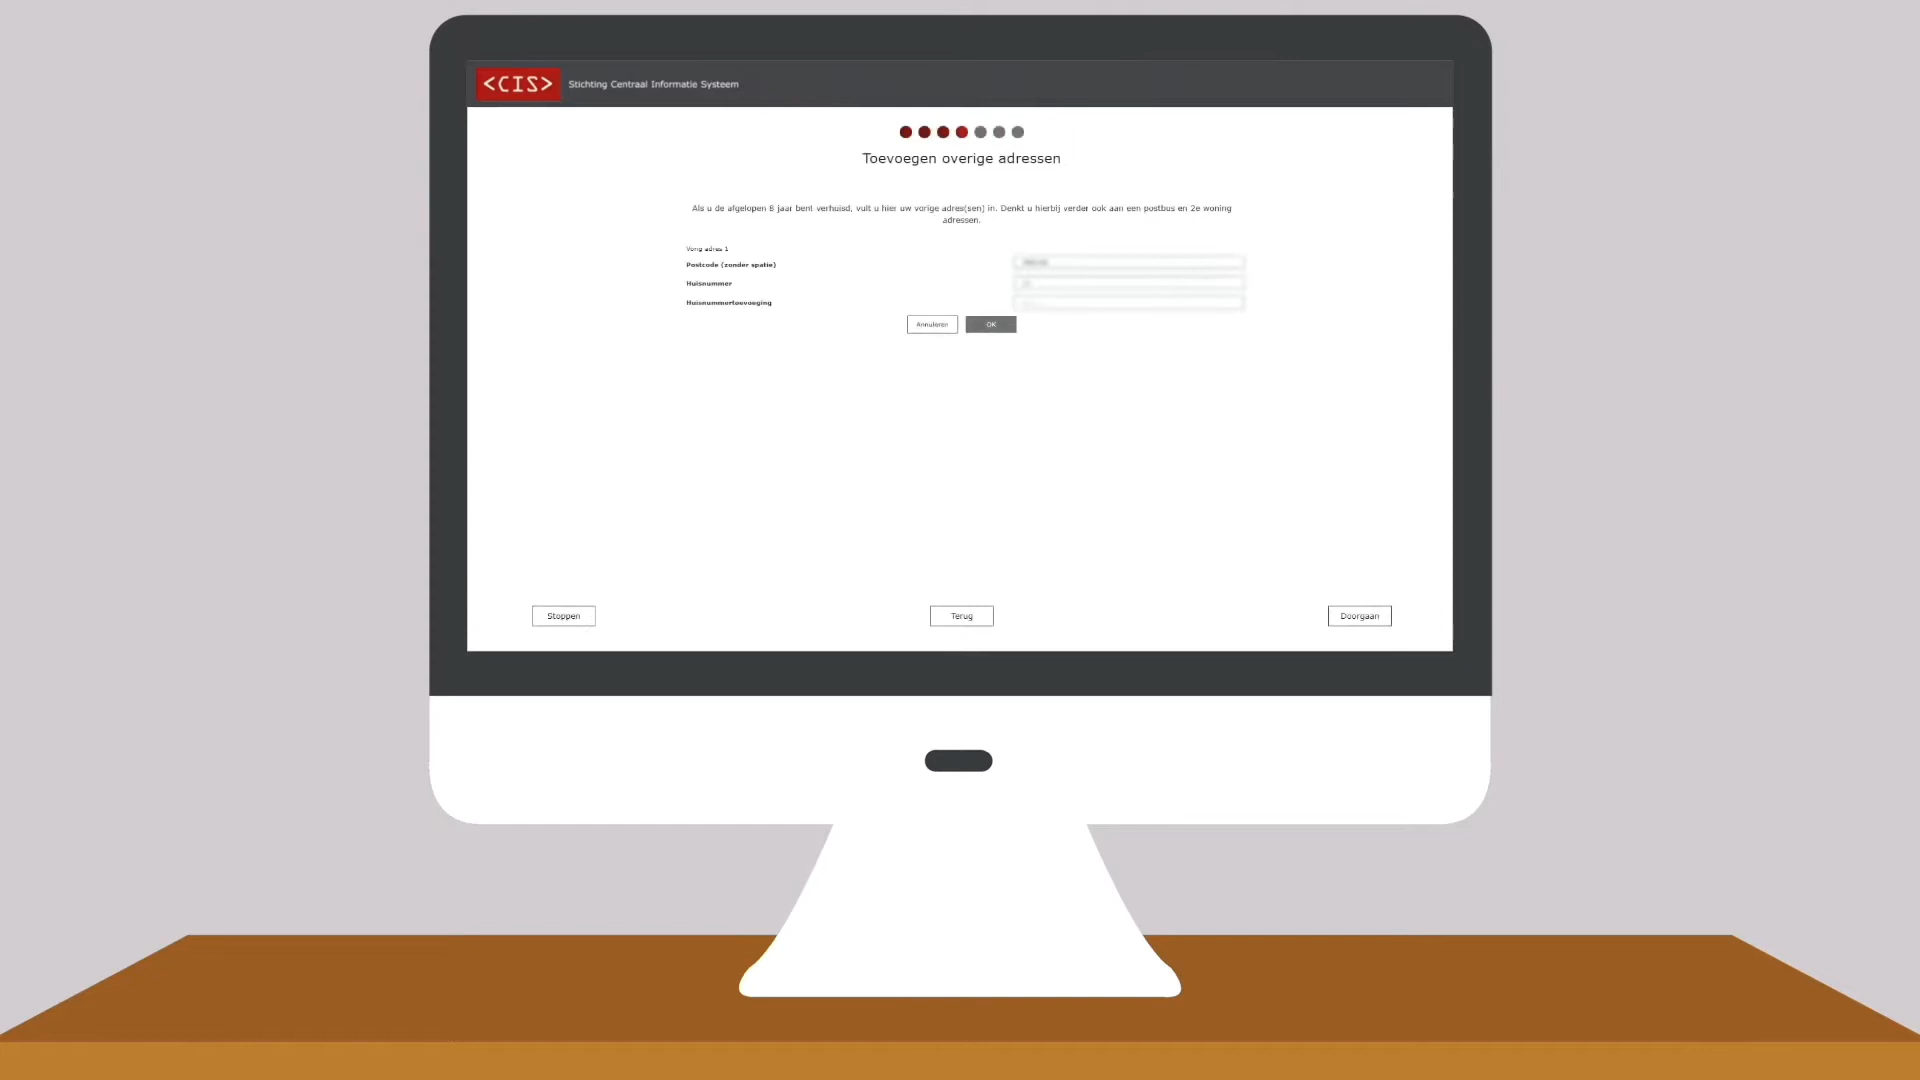 <CIS> Stichting Centraal Informatie Systeem
Toevoegen overige adressen
Als u de afgelopen 8 jaar bent verhuisd, vult u hier uw vorige adres(sen) in. Denkt u hierbij verder ook aan een postbus en 2e woning
adressen.
Vorig adres 1
Postcode (zonder spatie)
Huisnummer
Huisnummertoevoeging
Annuleren OK
Stoppen Terug Doorgaan